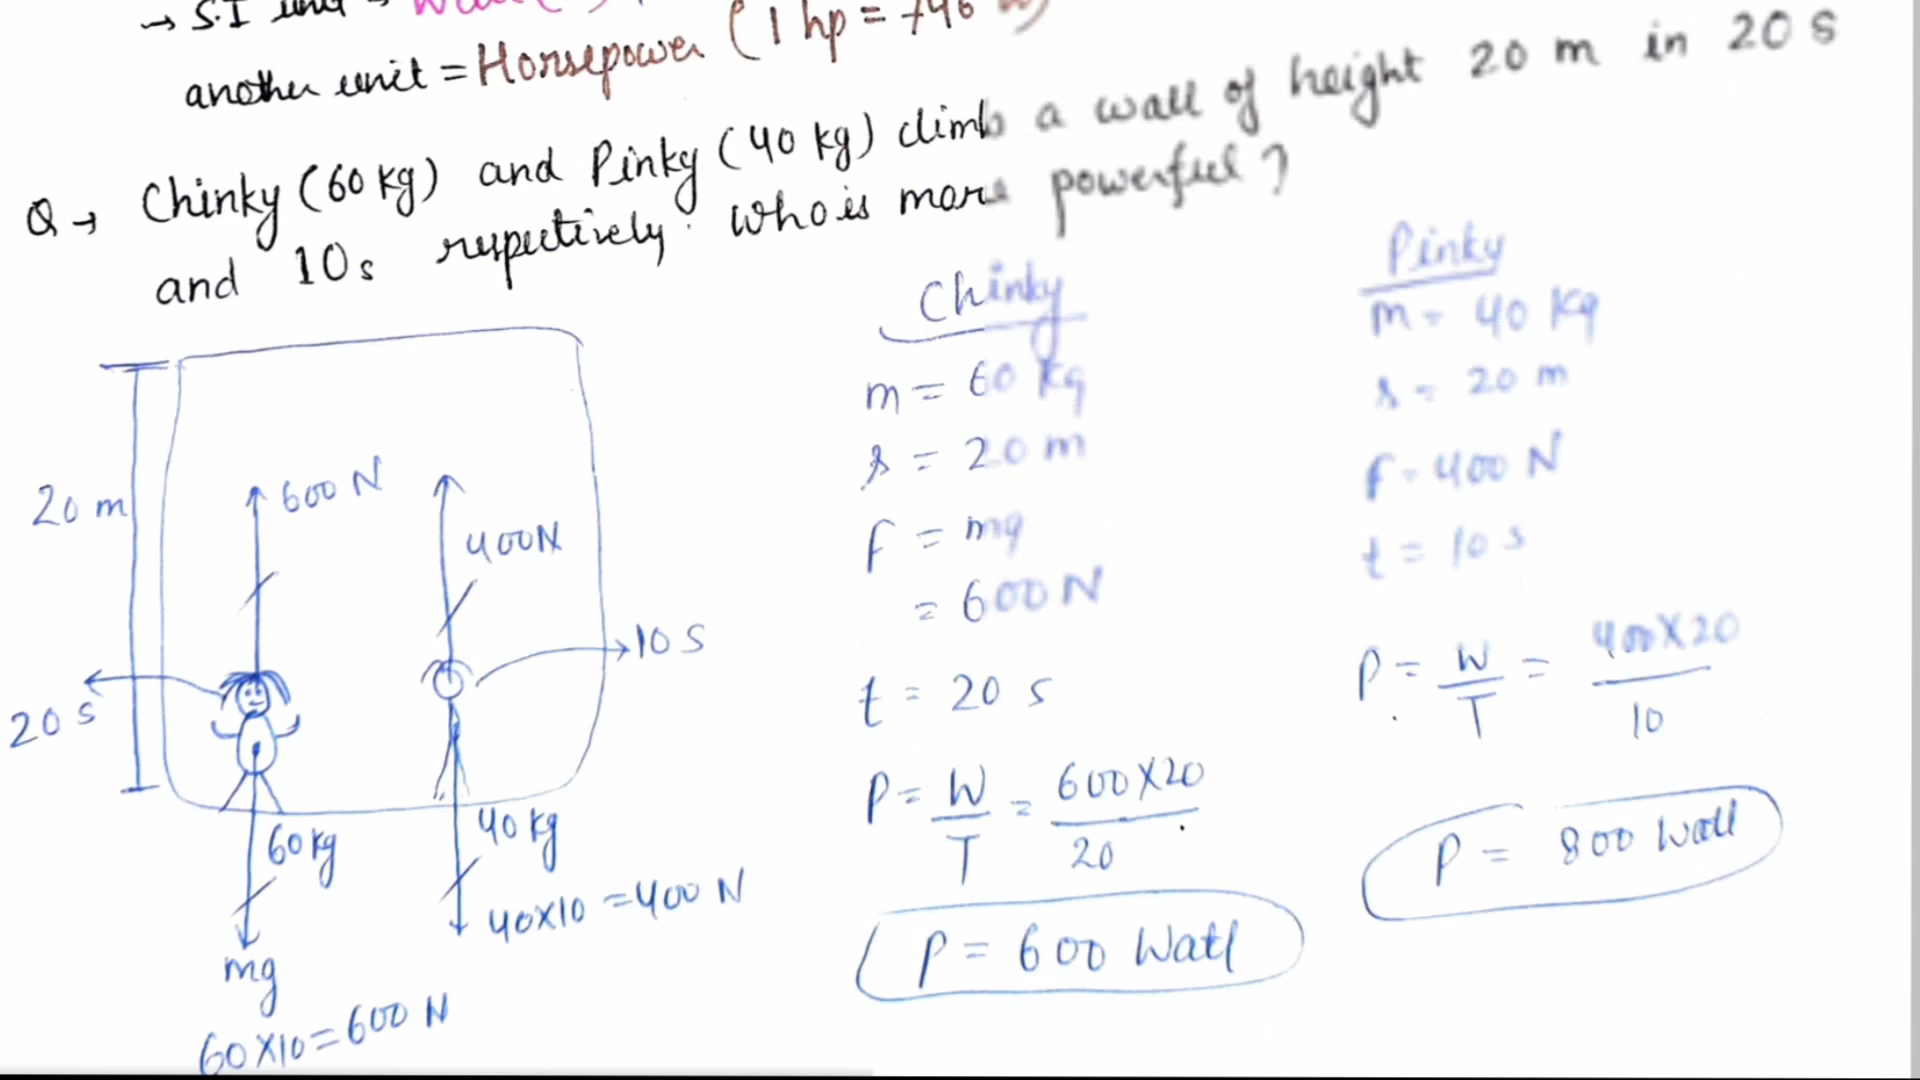 → S.I unit =
another unit = Horsepower (1 hp = 746
Q → Chinky (60 kg) and Pinky (40 kg) climb a wall of height 20 m in 20 s
and 10 s respectively. Who is more powerful?
20 m
600 N
400N
20 s
10 s
60 kg
40 kg
mg
60×10 = 600 N
40×10 = 400 N
Chinky
m = 60 kg
s = 20 m
f = mg
= 600 N
t = 20 s
P = W/T = 600×20/20
P = 600 Watt
Pinky
m = 40 kg
s = 20 m
f = 400 N
t = 10 s
P = W/T = 400×20/10
P = 800 Watt